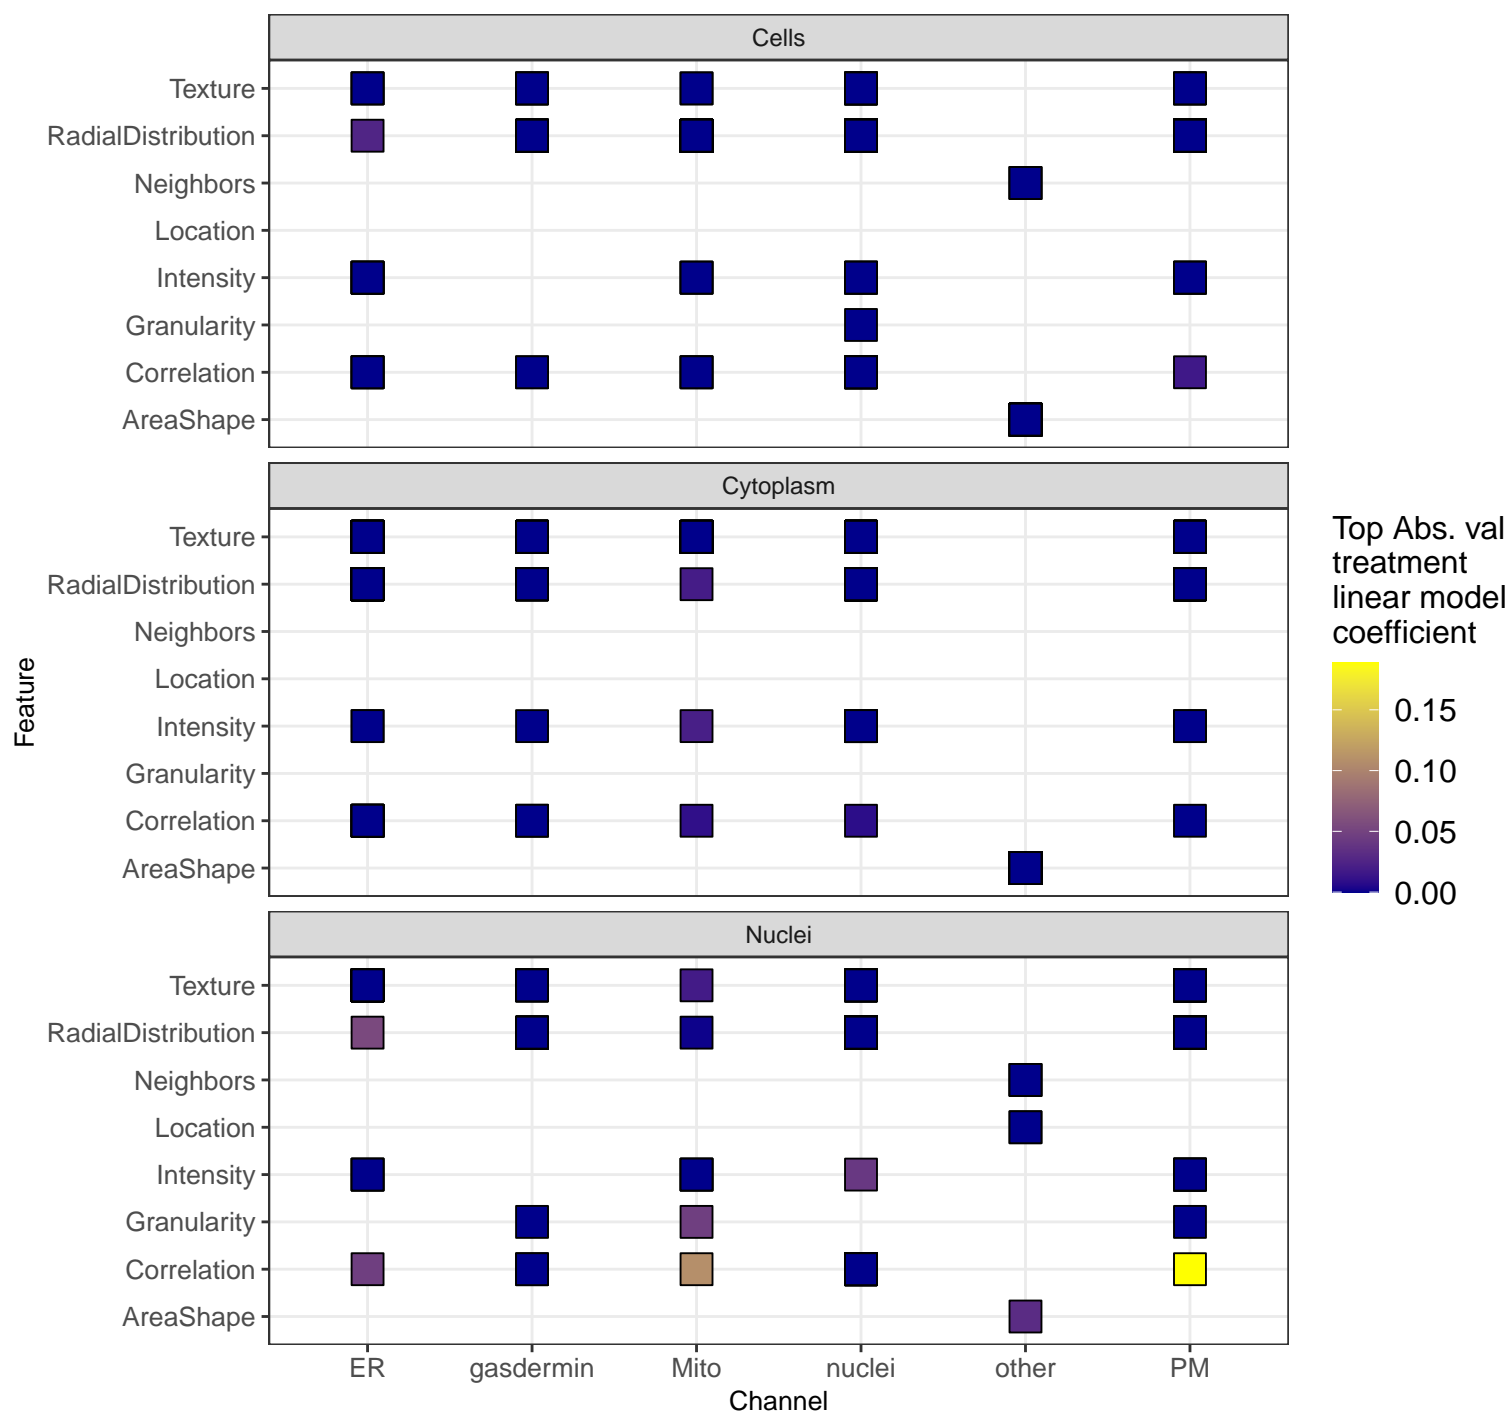 Cells
Texture
RadialDistribution
Neighbors
Location
Intensity
Granularity
Correlation
AreaShape
Cytoplasm
Texture
RadialDistribution
Neighbors
Location
Intensity
Granularity
Correlation
AreaShape
Nuclei
Texture
RadialDistribution
Neighbors
Location
Intensity
Granularity
Correlation
AreaShape
ER gasdermin Mito nuclei other PM
Channel
Feature
Top Abs. val
treatment
linear model
coefficient
0.15
0.10
0.05
0.00